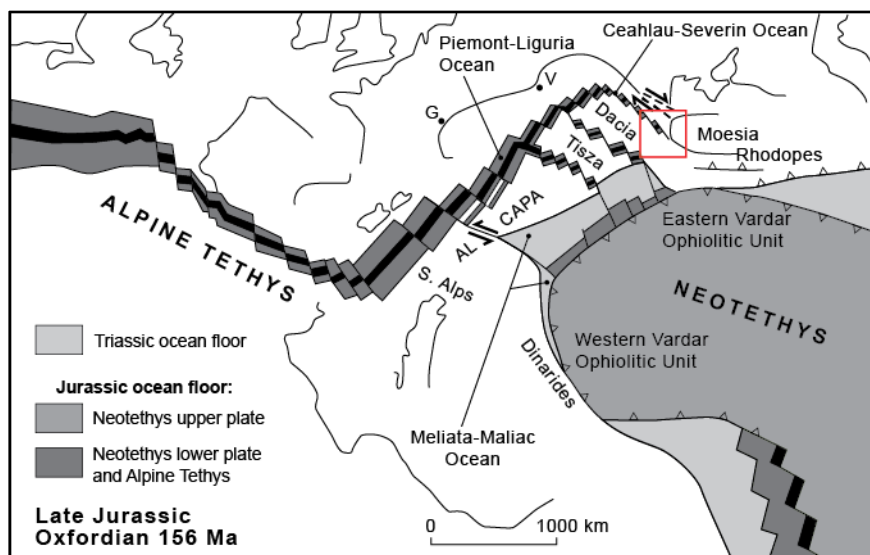 Ceahlau-Severin Ocean
Piemont-Liguria
Ocean
V
G
Dacia
Moesia
Tisza
Rhodopes
ALPINE TETHYS
CAPA
AL
Eastern Vardar
Ophiolitic Unit
S. Alps
NEOTETHYS
Triassic ocean floor
Western Vardar
Ophiolitic Unit
Dinarides
Jurassic ocean floor:
Neotethys upper plate
Meliata-Maliac
Ocean
Neotethys lower plate
and Alpine Tethys
Late Jurassic
Oxfordian 156 Ma
0 1000 km